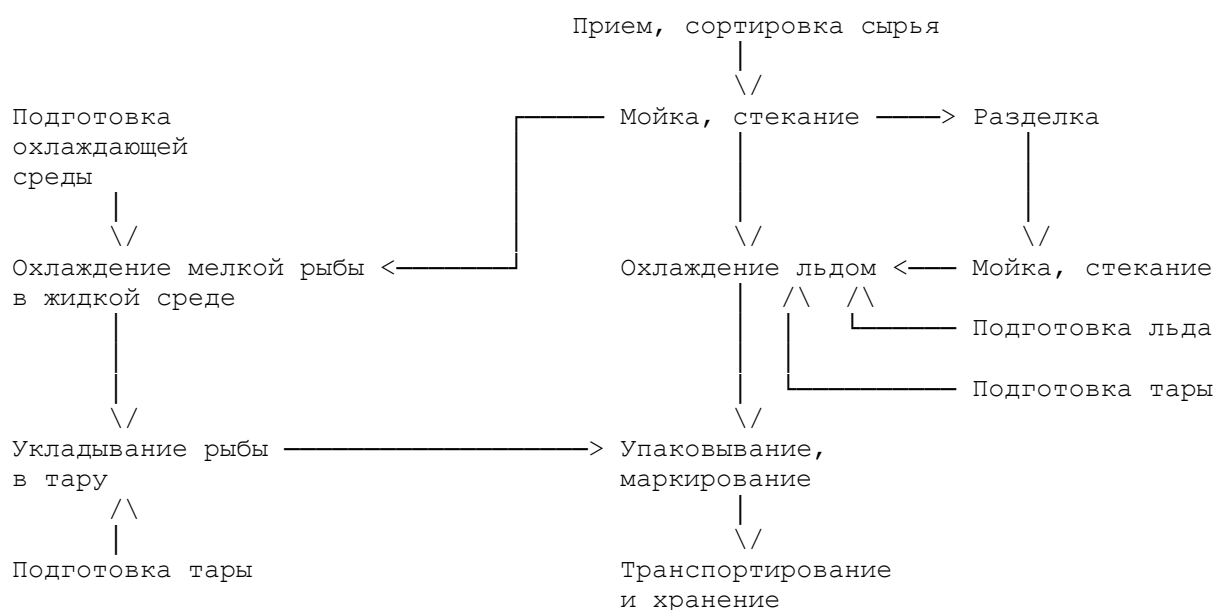 Прием, сортировка сырья
Подготовка
охлаждающей
среды
Мойка, стекание
Разделка
Охлаждение мелкой рыбы
в жидкой среде
Охлаждение льдом
Мойка, стекание
Подготовка льда
Подготовка тары
Укладывание рыбы
в тару
Упаковывание,
маркирование
Подготовка тары
Транспортирование
и хранение